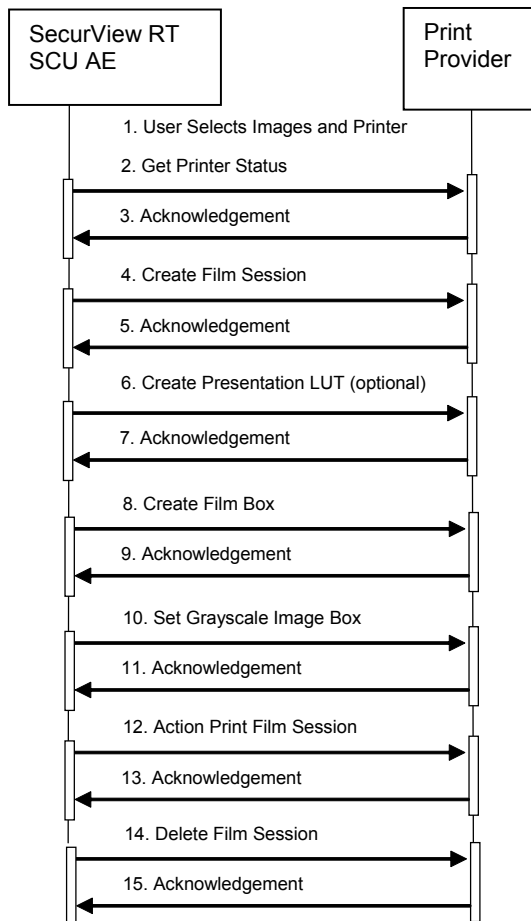 SecurView RT
SCU AE
Print
Provider
1. User Selects Images and Printer
2. Get Printer Status
3. Acknowledgement
4. Create Film Session
5. Acknowledgement
6. Create Presentation LUT (optional)
7. Acknowledgement
8. Create Film Box
9. Acknowledgement
10. Set Grayscale Image Box
11. Acknowledgement
12. Action Print Film Session
13. Acknowledgement
14. Delete Film Session
15. Acknowledgement